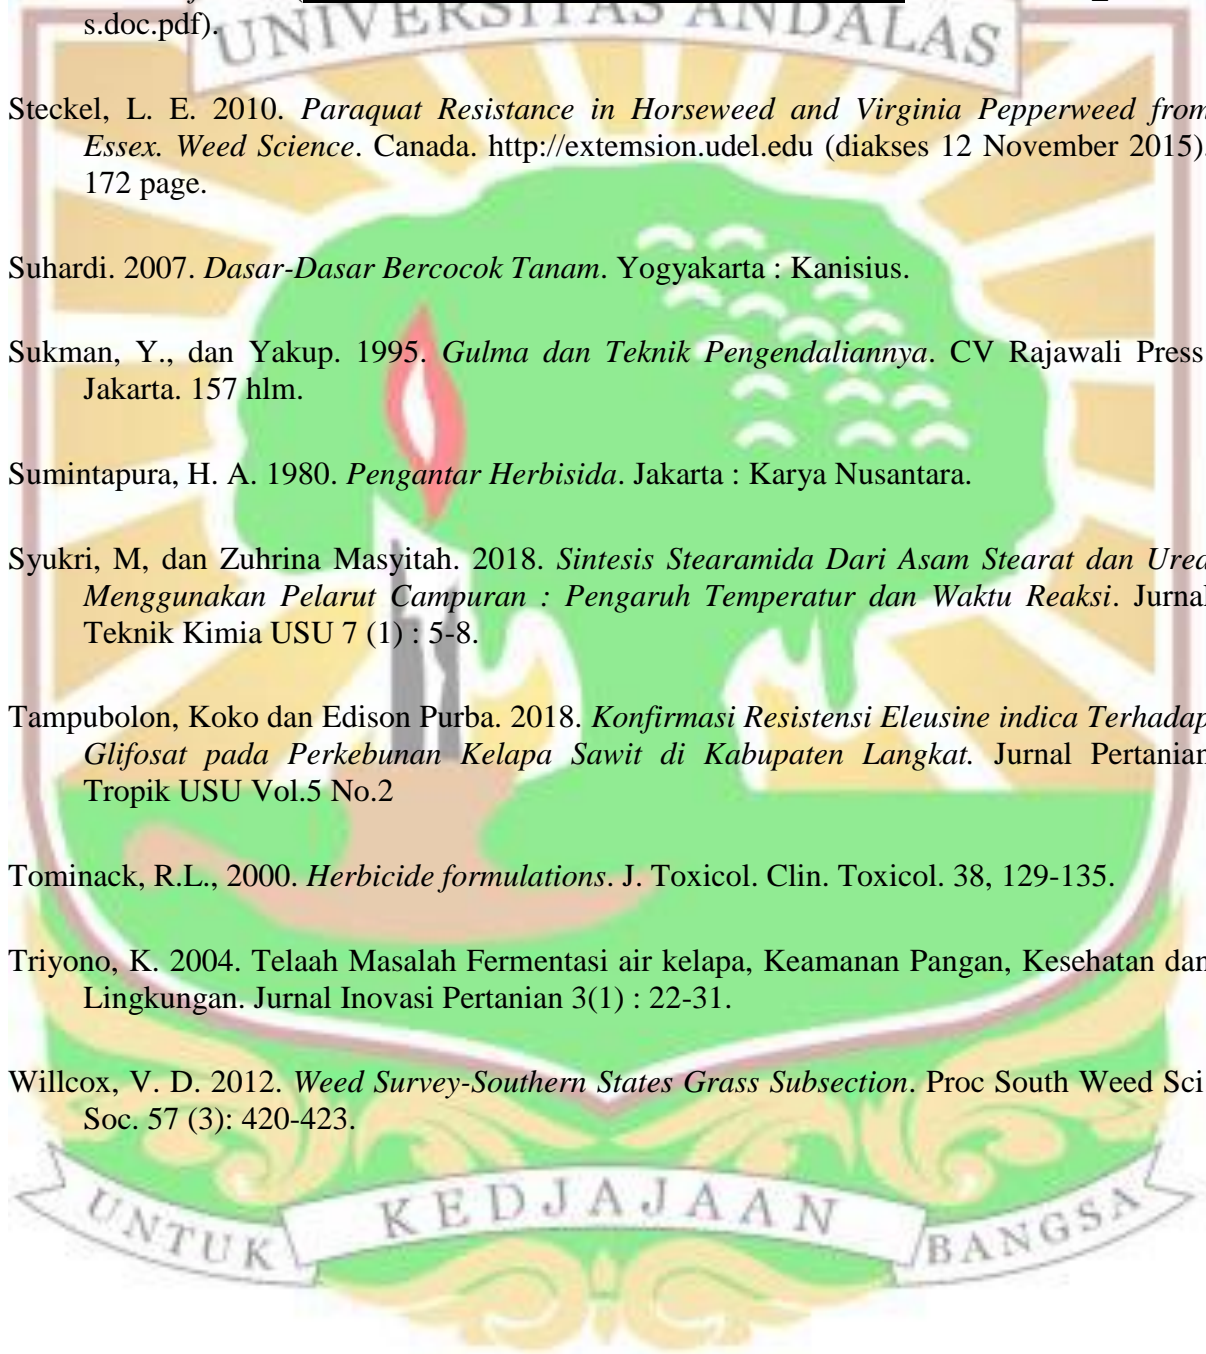 UNIVERSITAS ANDALAS
s.doc.pdf).
Steckel, L. E. 2010. Paraquat Resistance in Horseweed and Virginia Pepperweed from
Essex. Weed Science. Canada. http://extemsion.udel.edu (diakses 12 November 2015).
172 page.
Suhardi. 2007. Dasar-Dasar Bercocok Tanam. Yogyakarta : Kanisius.
Sukman, Y., dan Yakup. 1995. Gulma dan Teknik Pengendaliannya. CV Rajawali Press
Jakarta. 157 hlm.
Sumintapura, H. A. 1980. Pengantar Herbisida. Jakarta : Karya Nusantara.
Syukri, M, dan Zuhrina Masyitah. 2018. Sintesis Stearamida Dari Asam Stearat dan Urea
Menggunakan Pelarut Campuran : Pengaruh Temperatur dan Waktu Reaksi. Jurnal
Teknik Kimia USU 7 (1) : 5-8.
Tampubolon, Koko dan Edison Purba. 2018. Konfirmasi Resistensi Eleusine indica Terhadap
Glifosat pada Perkebunan Kelapa Sawit di Kabupaten Langkat. Jurnal Pertanian
Tropik USU Vol.5 No.2
Tominack, R.L., 2000. Herbicide formulations. J. Toxicol. Clin. Toxicol. 38, 129-135.
Triyono, K. 2004. Telaah Masalah Fermentasi air kelapa, Keamanan Pangan, Kesehatan dan
Lingkungan. Jurnal Inovasi Pertanian 3(1) : 22-31.
Willcox, V. D. 2012. Weed Survey-Southern States Grass Subsection. Proc South Weed Sci
Soc. 57 (3): 420-423.
UNTUK KEDJAJAAN BANGSA